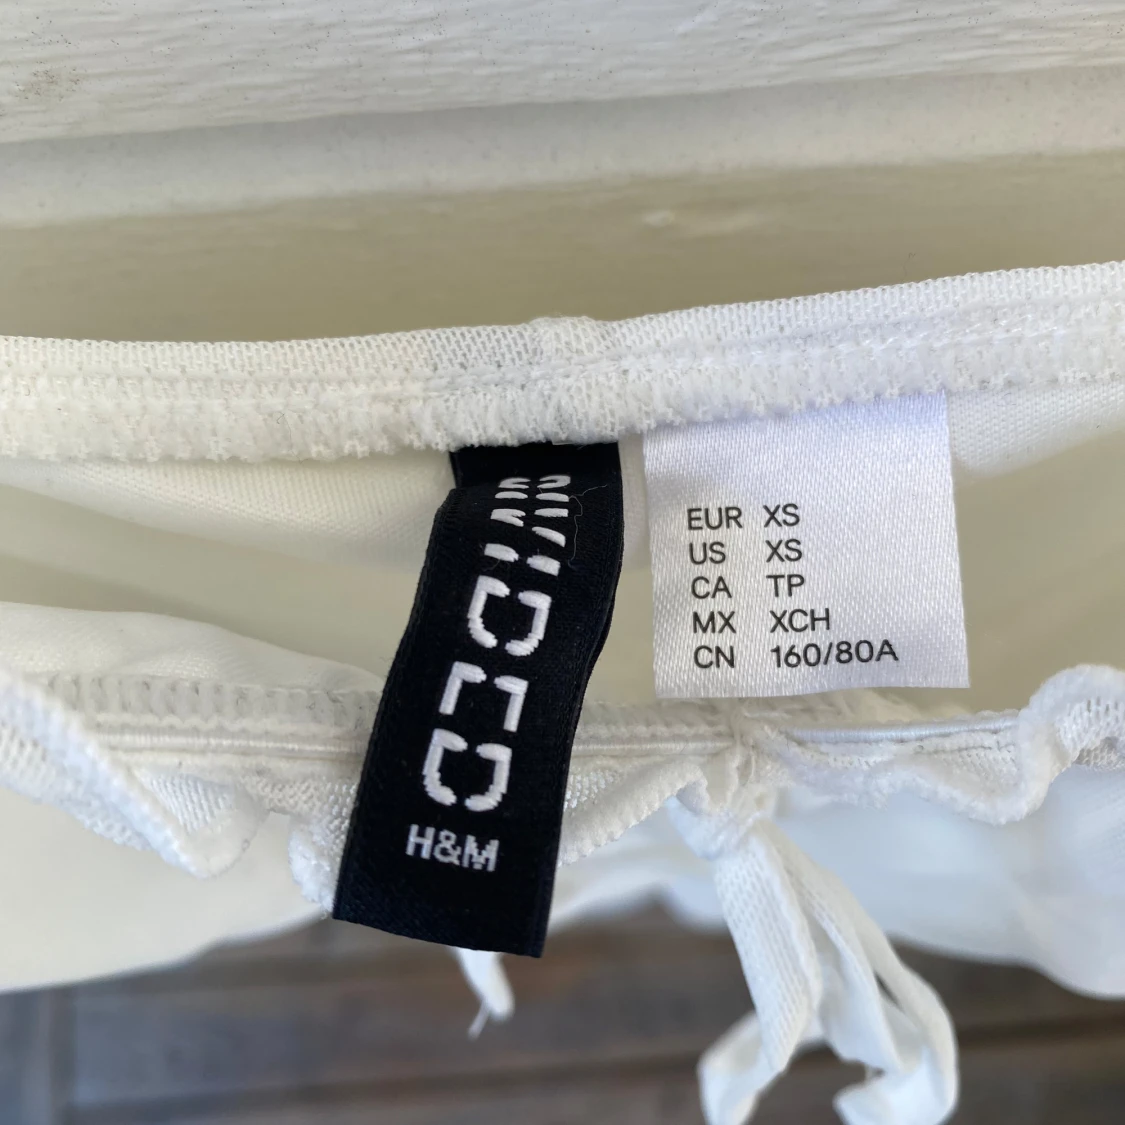 H&M
EUR XS
US XS
CA TP
MX XCH
CN 160/80A